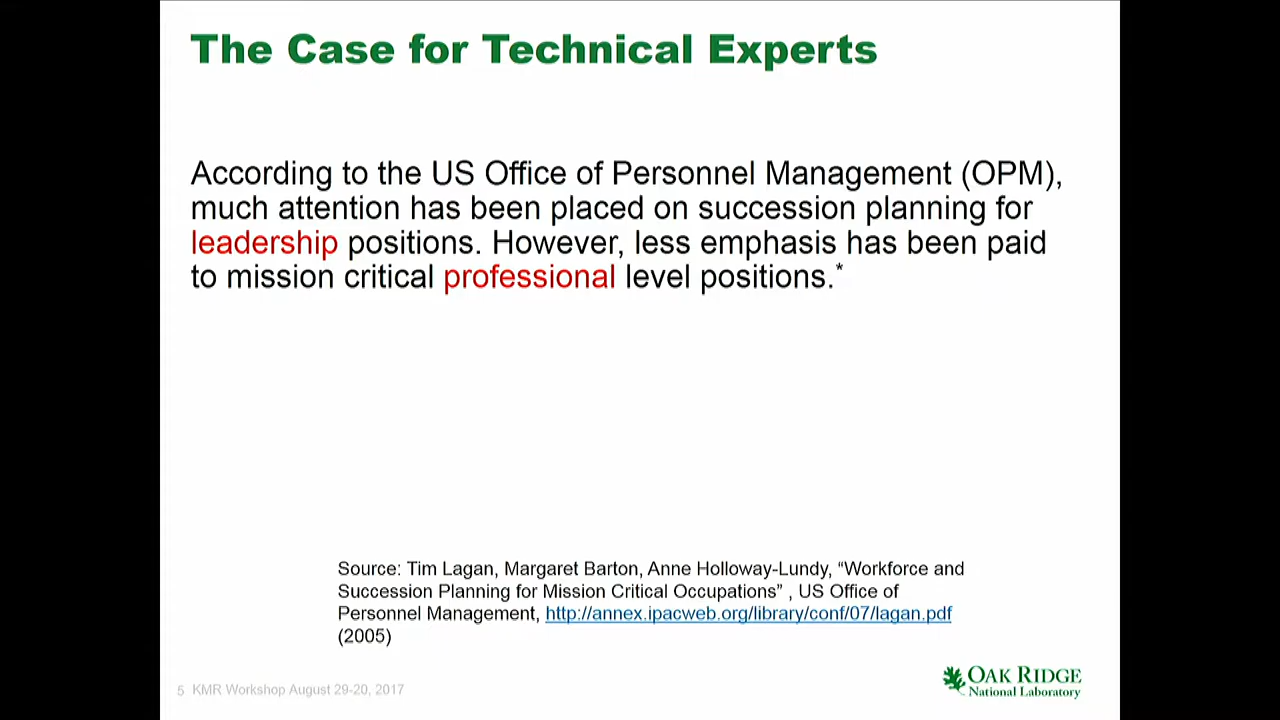 The Case for Technical Experts
According to the US Office of Personnel Management (OPM),
much attention has been placed on succession planning for
leadership positions. However, less emphasis has been paid
to mission critical professional level positions.*
Source: Tim Lagan, Margaret Barton, Anne Holloway-Lundy, “Workforce and
Succession Planning for Mission Critical Occupations” , US Office of
Personnel Management, http://annex.ipacweb.org/library/conf/07/lagan.pdf
(2005)
5 KMR Workshop August 29-20, 2017
OAK RIDGE
National Laboratory